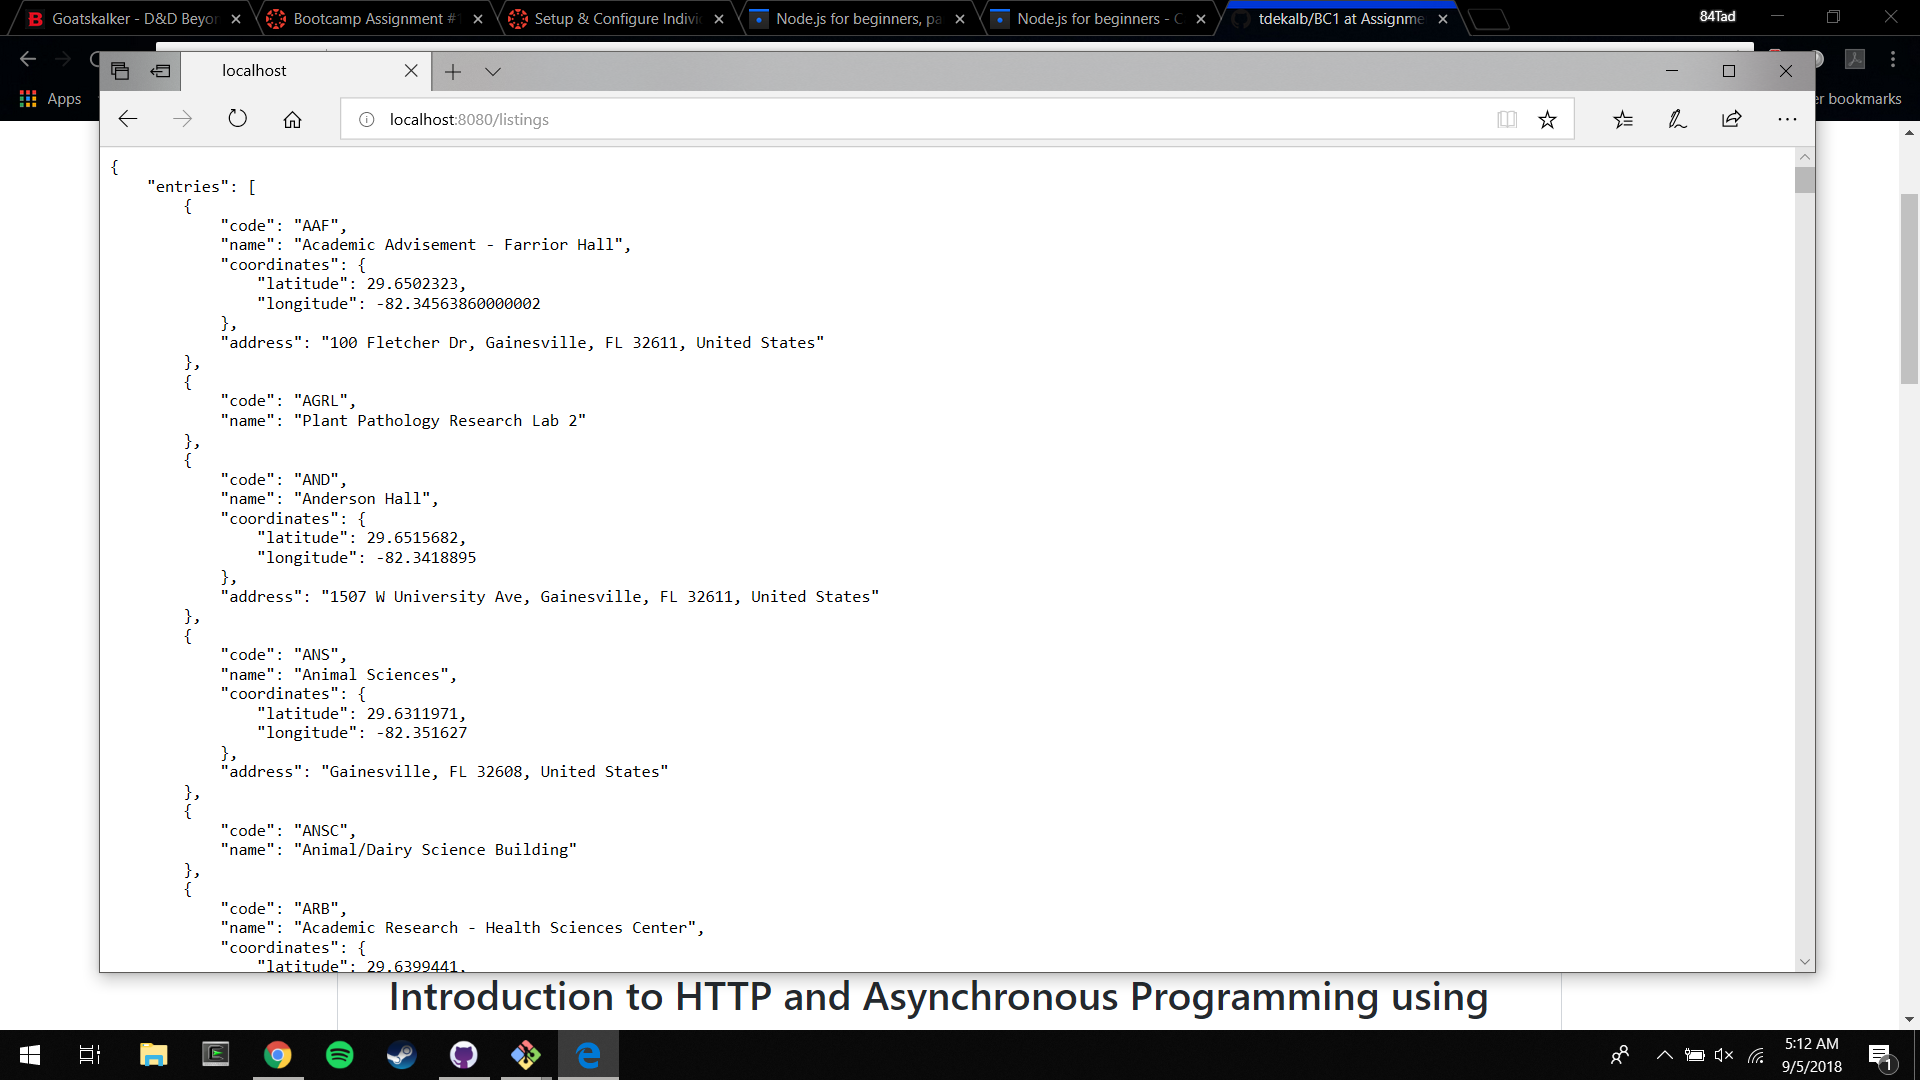 Goatskalker - D&D Beyon
Bootcamp Assignment #
Setup & Configure Indivi
Node.js for beginners, pa
Node.js for beginners - C
tdekalb/BC1 at Assignme
84Tad
localhost
Apps
er bookmarks
localhost:8080/listings
{
"entries": [
{
"code": "AAF",
"name": "Academic Advisement - Farrior Hall",
"coordinates": {
"latitude": 29.6502323,
"longitude": -82.34563860000002
},
"address": "100 Fletcher Dr, Gainesville, FL 32611, United States"
},
{
"code": "AGRL",
"name": "Plant Pathology Research Lab 2"
},
{
"code": "AND",
"name": "Anderson Hall",
"coordinates": {
"latitude": 29.6515682,
"longitude": -82.3418895
},
"address": "1507 W University Ave, Gainesville, FL 32611, United States"
},
{
"code": "ANS",
"name": "Animal Sciences",
"coordinates": {
"latitude": 29.6311971,
"longitude": -82.351627
},
"address": "Gainesville, FL 32608, United States"
},
{
"code": "ANSC",
"name": "Animal/Dairy Science Building"
},
{
"code": "ARB",
"name": "Academic Research - Health Sciences Center",
"coordinates": {
"latitude": 29.6399441,
Introduction to HTTP and Asynchronous Programming using
5:12 AM
9/5/2018
1